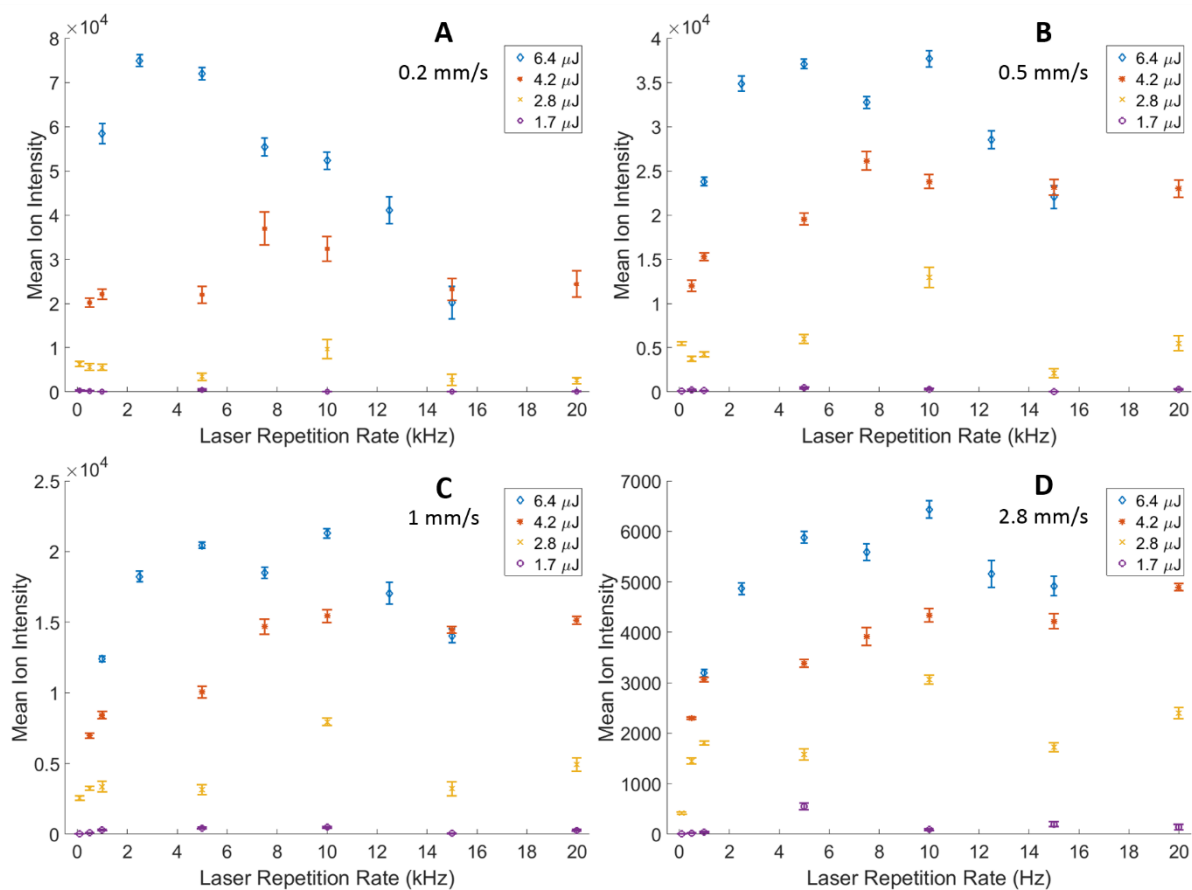 ×10⁴
A
0.2 mm/s
6.4 μJ
4.2 μJ
2.8 μJ
1.7 μJ
Mean Ion Intensity
8
7
6
5
4
3
2
1
0
0 2 4 6 8 10 12 14 16 18 20
Laser Repetition Rate (kHz)
×10⁴
B
0.5 mm/s
6.4 μJ
4.2 μJ
2.8 μJ
1.7 μJ
Mean Ion Intensity
4
3.5
3
2.5
2
1.5
1
0.5
0
0 2 4 6 8 10 12 14 16 18 20
Laser Repetition Rate (kHz)
×10⁴
C
1 mm/s
6.4 μJ
4.2 μJ
2.8 μJ
1.7 μJ
Mean Ion Intensity
2.5
2
1.5
1
0.5
0
0 2 4 6 8 10 12 14 16 18 20
Laser Repetition Rate (kHz)
D
2.8 mm/s
6.4 μJ
4.2 μJ
2.8 μJ
1.7 μJ
Mean Ion Intensity
7000
6000
5000
4000
3000
2000
1000
0
0 2 4 6 8 10 12 14 16 18 20
Laser Repetition Rate (Hz)